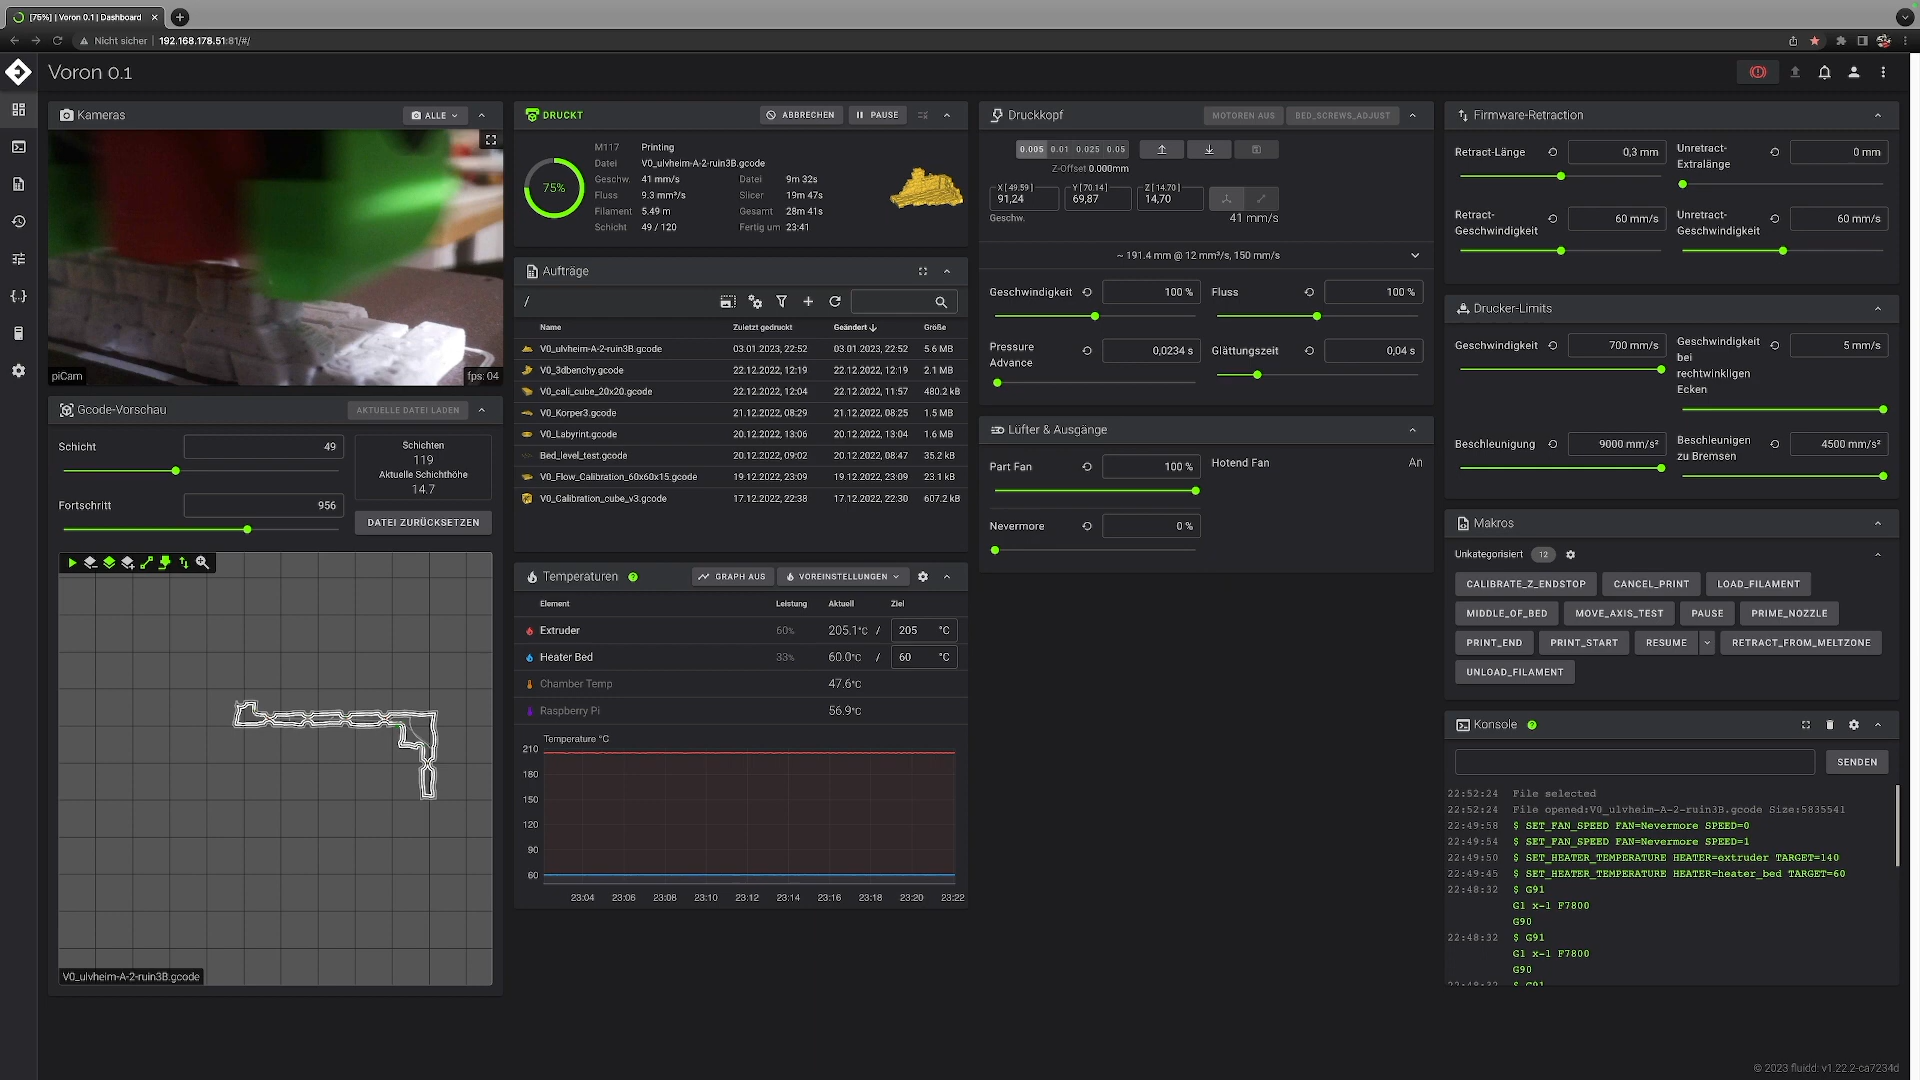 [75%] | Voron 0.1 | Dashboard
Nicht sicher
192.168.178.51:81/#/
Voron 0.1
Kameras
ALLE
piCam
fps: 04
Gcode-Vorschau
AKTUELLE DATEI LADEN
Schicht
49
Schichten
119
Aktuelle Schichthöhe
14.7
Fortschritt
956
DATEI ZURÜCKSETZEN
V0_ulvheim-A-2-ruin3B.gcode
DRUCKT
ABBRECHEN
PAUSE
75%
M117 Printing
Datei V0_ulvheim-A-2-ruin3B.gcode
Geschw. 41 mm/s Datei 9m 32s
Fluss 9.3 mm³/s Slicer 19m 47s
Filament 5.49 m Gesamt 28m 41s
Schicht 49 / 120 Fertig um 23:41
Aufträge
/
Name Zuletzt gedruckt Geändert Größe
V0_ulvheim-A-2-ruin3B.gcode 03.01.2023, 22:52 03.01.2023, 22:52 5.6 MB
V0_3dbenchy.gcode 22.12.2022, 12:19 22.12.2022, 12:19 2.1 MB
V0_cali_cube_20x20.gcode 22.12.2022, 12:04 22.12.2022, 11:57 480.2 kB
V0_Korper3.gcode 21.12.2022, 08:29 21.12.2022, 08:25 1.5 MB
V0_Labyrint.gcode 20.12.2022, 13:06 20.12.2022, 13:04 1.6 MB
Bed_level_test.gcode 20.12.2022, 09:02 20.12.2022, 08:47 35.2 kB
V0_Flow_Calibration_60x60x15.gcode 19.12.2022, 23:09 19.12.2022, 23:09 23.1 kB
V0_Calibration_cube_v3.gcode 17.12.2022, 22:38 17.12.2022, 22:30 607.2 kB
Temperaturen
GRAPH AUS
VOREINSTELLUNGEN
Element Leistung Aktuell Ziel
Extruder 60% 205.1°C / 205 °C
Heater Bed 33% 60.0°C / 60 °C
Chamber Temp 47.6°C
Raspberry Pi 56.9°C
Temperature °C
210
180
150
120
90
60
23:04 23:06 23:08 23:10 23:12 23:14 23:16 23:18 23:20 23:22
Druckkopf
MOTOREN AUS
BED_SCREWS_ADJUST
0.005 0.01 0.025 0.05
Z-Offset 0.000mm
X [ 49.59 ] Y [ 70.14 ] Z [ 14.70 ]
91,24 69,87 14,70
Geschw. 41 mm/s
~ 191.4 mm @ 12 mm³/s, 150 mm/s
Geschwindigkeit 100 % Fluss 100 %
Pressure Advance 0,0234 s
Glättungszeit 0,04 s
Lüfter & Ausgänge
Part Fan 100 % Hotend Fan An
Nevermore 0 %
Firmware-Retraction
Retract-Länge 0,3 mm
Unretract-Extralänge 0 mm
Retract-Geschwindigkeit 60 mm/s
Unretract-Geschwindigkeit 60 mm/s
Drucker-Limits
Geschwindigkeit 700 mm/s
Geschwindigkeit
bei
rechtwinkligen
Ecken
5 mm/s
Beschleunigung 9000 mm/s²
Beschleunigen
zu Bremsen
4500 mm/s²
Makros
Unkategorisiert 12
CALIBRATE_Z_ENDSTOP CANCEL_PRINT LOAD_FILAMENT
MIDDLE_OF_BED MOVE_AXIS_TEST PAUSE PRIME_NOZZLE
PRINT_END PRINT_START RESUME RETRACT_FROM_MELTZONE
UNLOAD_FILAMENT
Konsole
SENDEN
22:52:24 File selected
22:52:24 File opened:V0_ulvheim-A-2-ruin3B.gcode Size:5835541
22:49:58 $ SET_FAN_SPEED FAN=Nevermore SPEED=0
22:49:54 $ SET_FAN_SPEED FAN=Nevermore SPEED=1
22:49:50 $ SET_HEATER_TEMPERATURE HEATER=extruder TARGET=140
22:49:45 $ SET_HEATER_TEMPERATURE HEATER=heater_bed TARGET=60
22:48:32 $ G91
G1 x-1 F7800
G90
22:48:32 $ G91
G1 x-1 F7800
G90
22:48:32 $ G91
© 2023 fluidd: v1.22.2-ca7234d